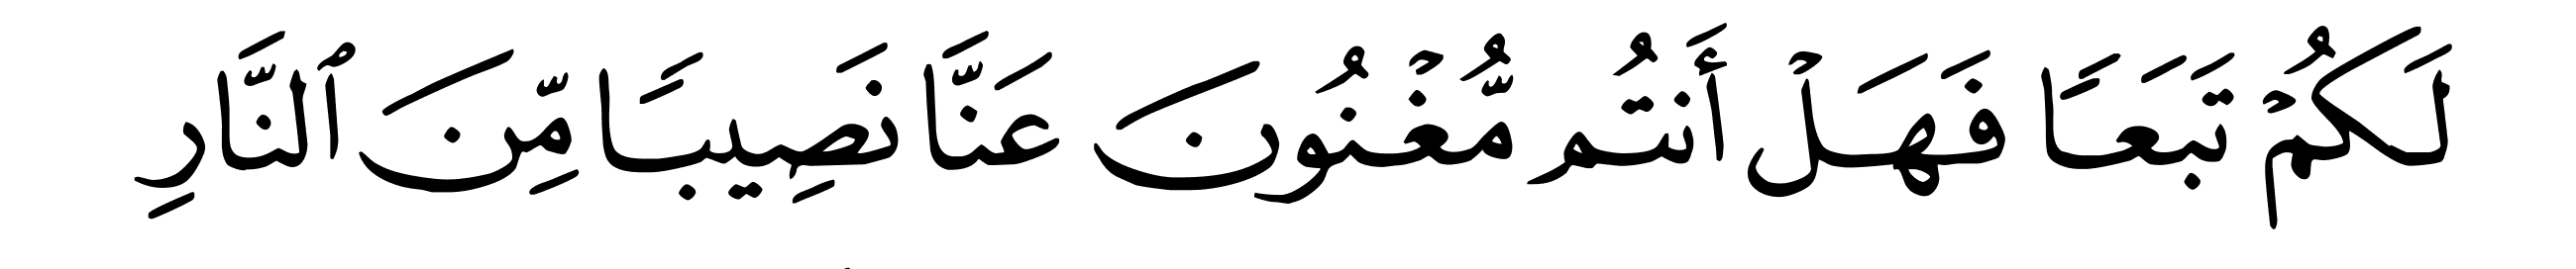 لَكُمۡ تَبَعٗا فَهَلۡ أَنتُم مُّغۡنُونَ عَنَّا نَصِيبٗا مِّنَ ٱلنَّارِ